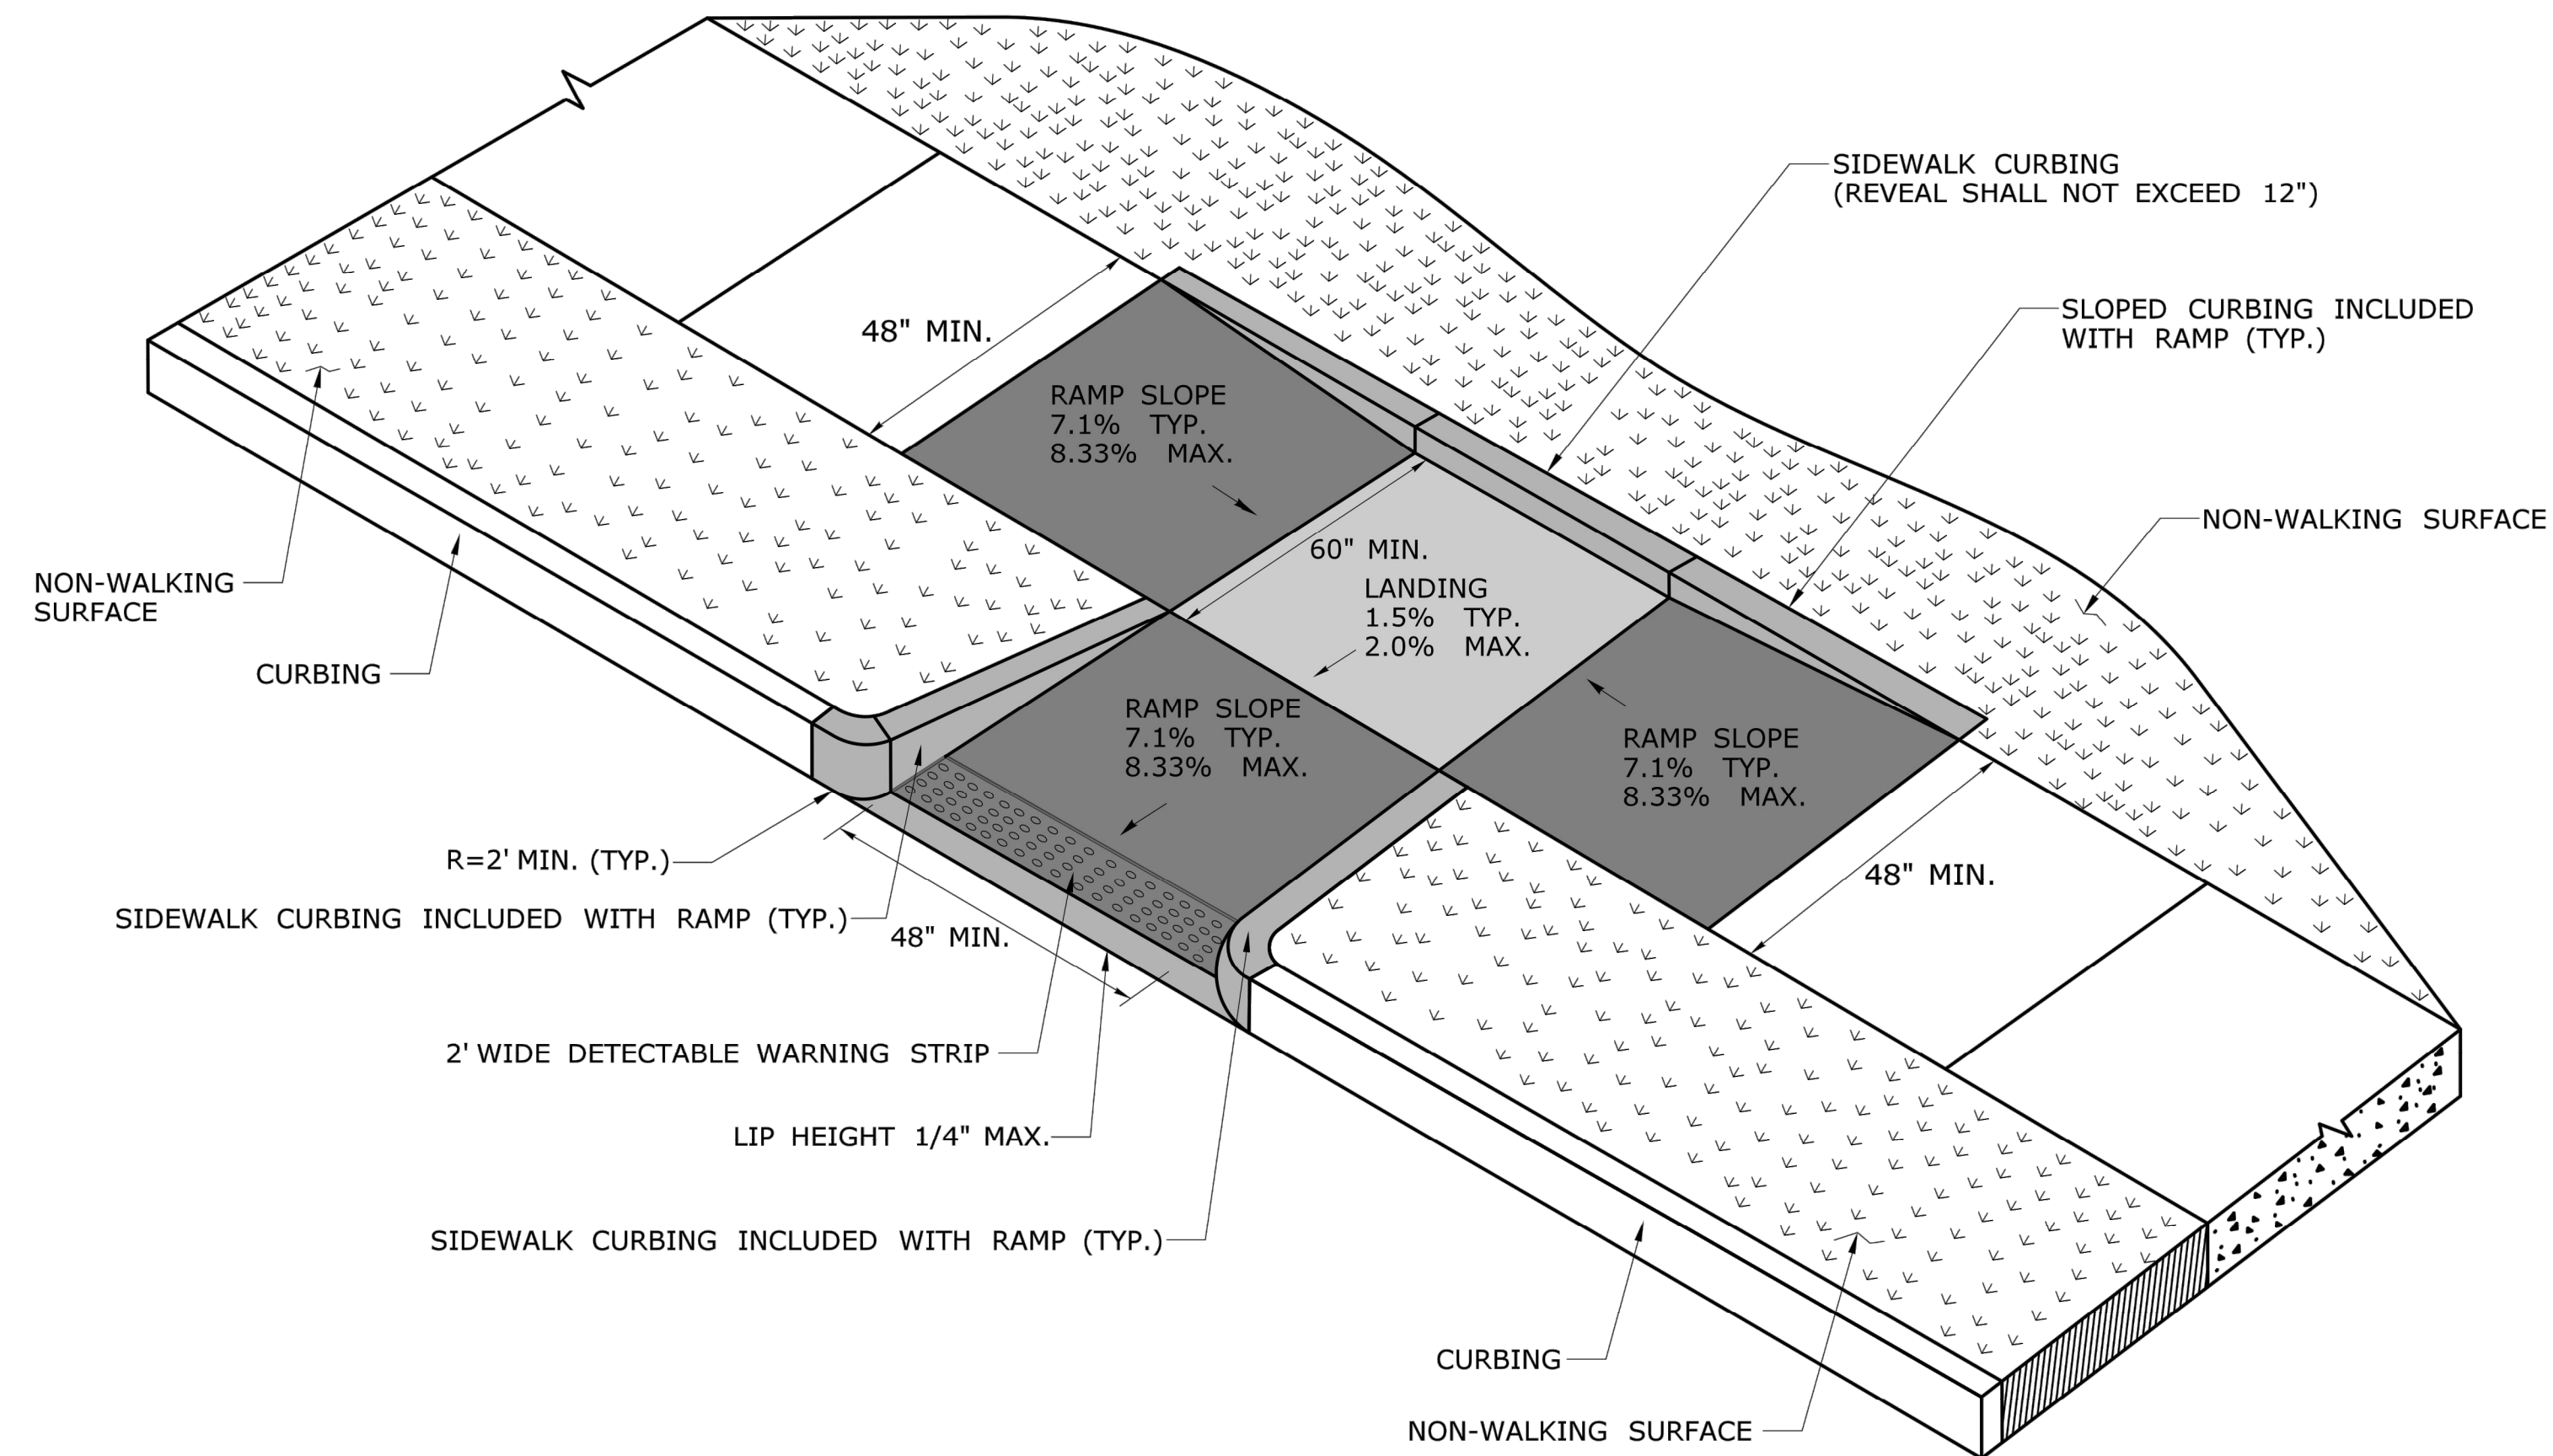 SIDEWALK CURBING
(REVEAL SHALL NOT EXCEED 12")
SLOPED CURBING INCLUDED
WITH RAMP (TYP.)
48" MIN.
RAMP SLOPE
7.1% TYP.
8.33% MAX.
NON-WALKING SURFACE
60" MIN.
LANDING
1.5% TYP.
2.0% MAX.
NON-WALKING
SURFACE
CURBING
RAMP SLOPE
7.1% TYP.
8.33% MAX.
RAMP SLOPE
7.1% TYP.
8.33% MAX.
R=2' MIN. (TYP.)
48" MIN.
SIDEWALK CURBING INCLUDED WITH RAMP (TYP.)
48" MIN.
2' WIDE DETECTABLE WARNING STRIP
LIP HEIGHT 1/4" MAX.
SIDEWALK CURBING INCLUDED WITH RAMP (TYP.)
CURBING
NON-WALKING SURFACE